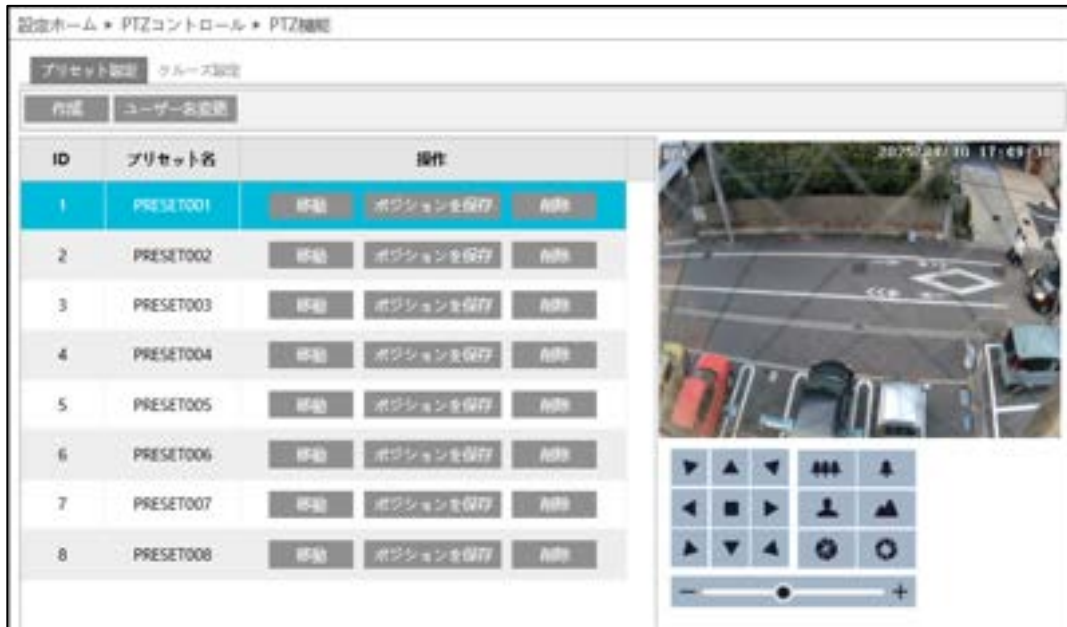 設定ホーム ▸ PTZコントロール ▸ PTZ機能
プリセット設定 クルーズ設定
作成 ユーザー名変更
ID プリセット名 操作
1 PRESET001 移動 ポジションを保存 削除
2 PRESET002 移動 ポジションを保存 削除
3 PRESET003 移動 ポジションを保存 削除
4 PRESET004 移動 ポジションを保存 削除
5 PRESET005 移動 ポジションを保存 削除
6 PRESET006 移動 ポジションを保存 削除
7 PRESET007 移動 ポジションを保存 削除
8 PRESET008 移動 ポジションを保存 削除